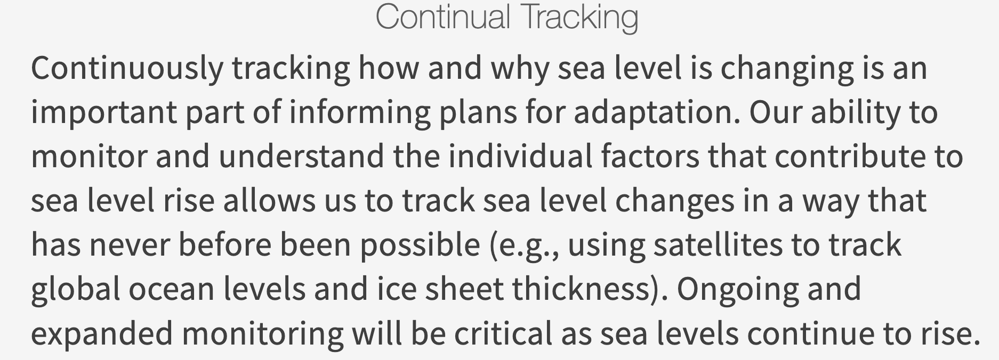 Continual Tracking
Continuously tracking how and why sea level is changing is an
important part of informing plans for adaptation. Our ability to
monitor and understand the individual factors that contribute to
sea level rise allows us to track sea level changes in a way that
has never before been possible (e.g., using satellites to track
global ocean levels and ice sheet thickness). Ongoing and
expanded monitoring will be critical as sea levels continue to rise.